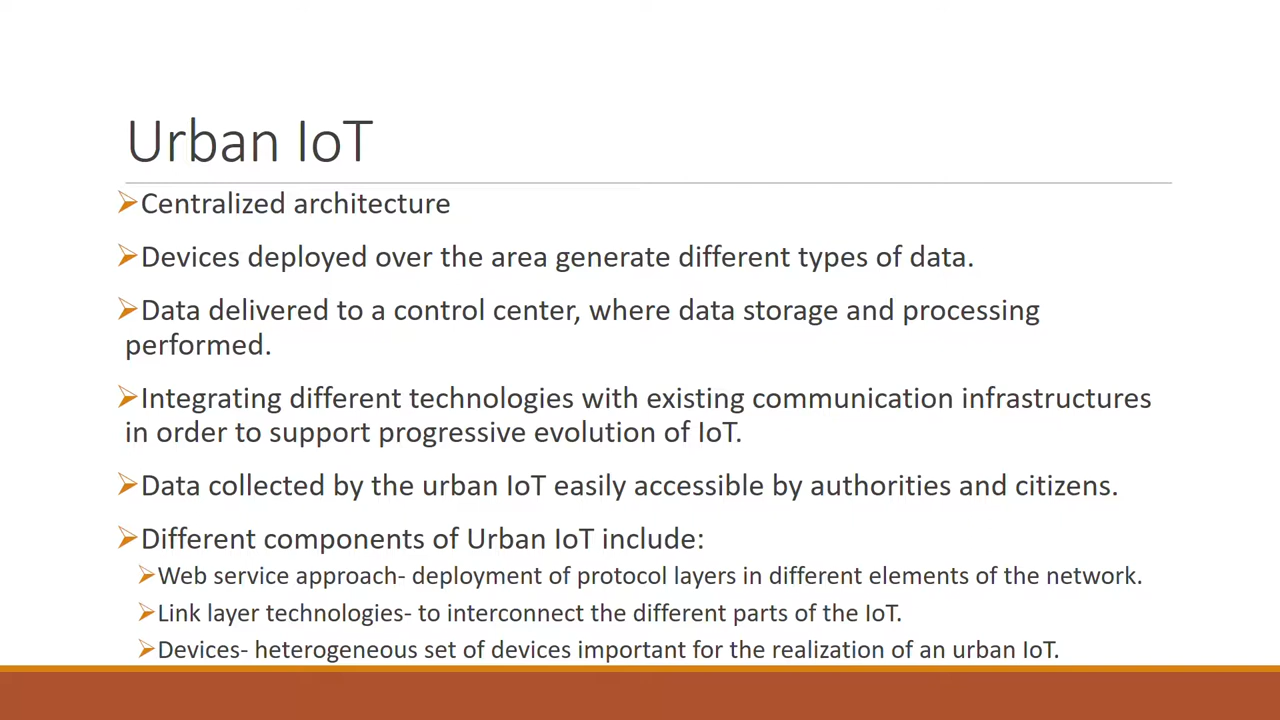 Urban IoT
➢Centralized architecture
➢Devices deployed over the area generate different types of data.
➢Data delivered to a control center, where data storage and processing
performed.
➢Integrating different technologies with existing communication infrastructures
in order to support progressive evolution of IoT.
➢Data collected by the urban IoT easily accessible by authorities and citizens.
➢Different components of Urban IoT include:
➢Web service approach- deployment of protocol layers in different elements of the network.
➢Link layer technologies- to interconnect the different parts of the IoT.
➢Devices- heterogeneous set of devices important for the realization of an urban IoT.